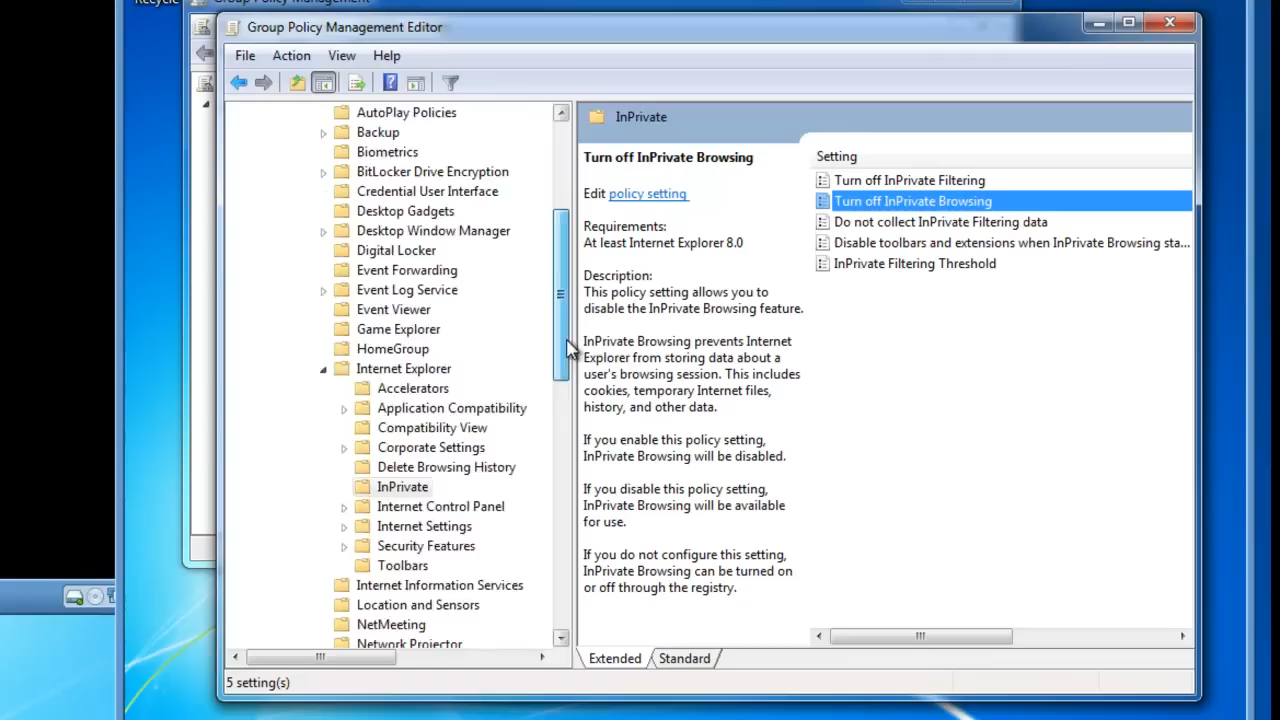 Recycle
Group Policy Management
Group Policy Management Editor
File Action View Help
AutoPlay Policies
Backup
Biometrics
BitLocker Drive Encryption
Credential User Interface
Desktop Gadgets
Desktop Window Manager
Digital Locker
Event Forwarding
Event Log Service
Event Viewer
Game Explorer
HomeGroup
Internet Explorer
Accelerators
Application Compatibility
Compatibility View
Corporate Settings
Delete Browsing History
InPrivate
Internet Control Panel
Internet Settings
Security Features
Toolbars
Internet Information Services
Location and Sensors
NetMeeting
Network Projector
InPrivate
Turn off InPrivate Browsing
Edit policy setting
Requirements:
At least Internet Explorer 8.0
Description:
This policy setting allows you to
disable the InPrivate Browsing feature.
InPrivate Browsing prevents Internet
Explorer from storing data about a
user's browsing session. This includes
cookies, temporary Internet files,
history, and other data.
If you enable this policy setting,
InPrivate Browsing will be disabled.
If you disable this policy setting,
InPrivate Browsing will be available
for use.
If you do not configure this setting,
InPrivate Browsing can be turned on
or off through the registry.
Setting
Turn off InPrivate Filtering
Turn off InPrivate Browsing
Do not collect InPrivate Filtering data
Disable toolbars and extensions when InPrivate Browsing sta...
InPrivate Filtering Threshold
Extended Standard
5 setting(s)